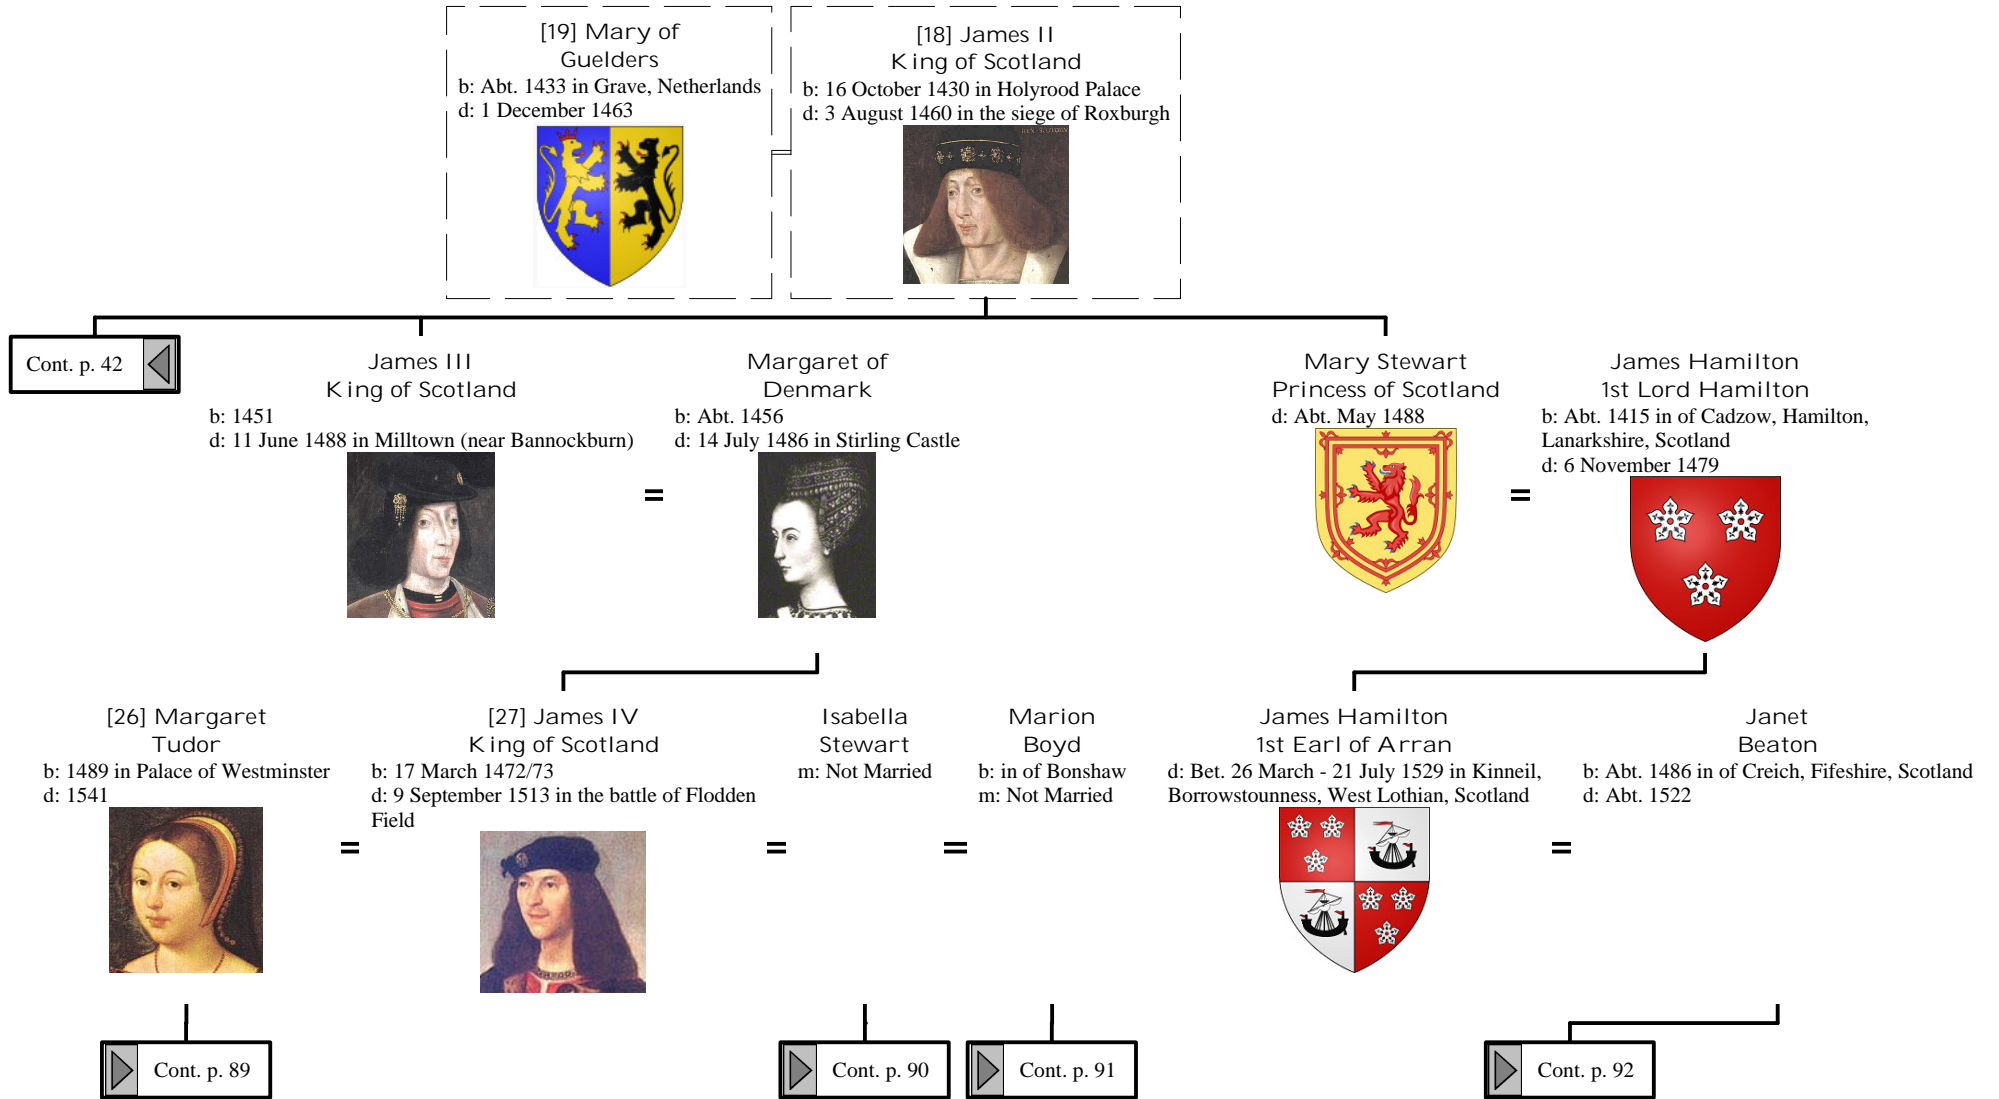 [19] Mary of
Guelders
b: Abt. 1433 in Grave, Netherlands
d: 1 December 1463
[18] James II
King of Scotland
b: 16 October 1430 in Holyrood Palace
d: 3 August 1460 in the siege of Roxburgh
Cont. p. 42
James III
King of Scotland
b: 1451
d: 11 June 1488 in Milltown (near Bannockburn)
=
Margaret of
Denmark
b: Abt. 1456
d: 14 July 1486 in Stirling Castle
Mary Stewart
Princess of Scotland
d: Abt. May 1488
=
James Hamilton
1st Lord Hamilton
b: Abt. 1415 in of Cadzow, Hamilton,
Lanarkshire, Scotland
d: 6 November 1479
[26] Margaret
Tudor
b: 1489 in Palace of Westminster
d: 1541
=
[27] James IV
King of Scotland
b: 17 March 1472/73
d: 9 September 1513 in the battle of Flodden
Field
=
Isabella
Stewart
m: Not Married
=
Marion
Boyd
b: in of Bonshaw
m: Not Married
James Hamilton
1st Earl of Arran
d: Bet. 26 March - 21 July 1529 in Kinneil,
Borrowstounness, West Lothian, Scotland
=
Janet
Beaton
b: Abt. 1486 in of Creich, Fifeshire, Scotland
d: Abt. 1522
Cont. p. 89
Cont. p. 90
Cont. p. 91
Cont. p. 92